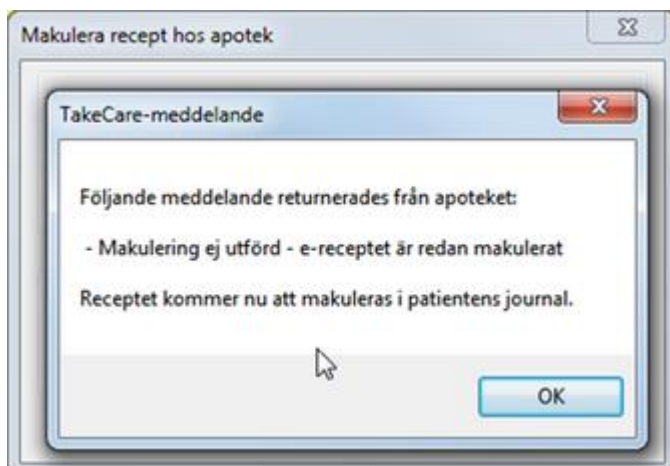 Makulera recept hos apotek
TakeCare-meddelande
Följande meddelande returnerades från apoteket:
- Makulering ej utförd - e-receptet är redan makulerat
Receptet kommer nu att makuleras i patientens journal.
OK